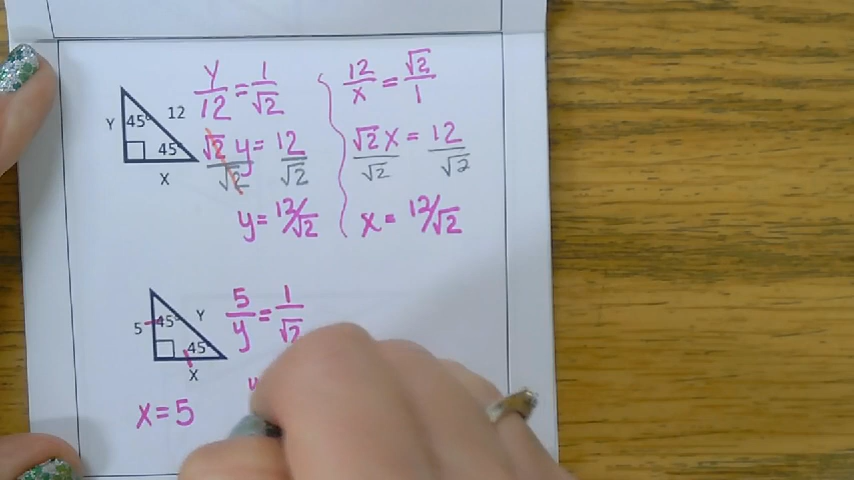 Y/12 = 1/√2
12/x = √2/1
Y 45° 12
45°
X
√2 y/√2 = 12/√2
√2 x/√2 = 12/√2
y = 12/√2
x = 12/√2
5 45° Y
45°
X
5/y = 1/√2
x = 5